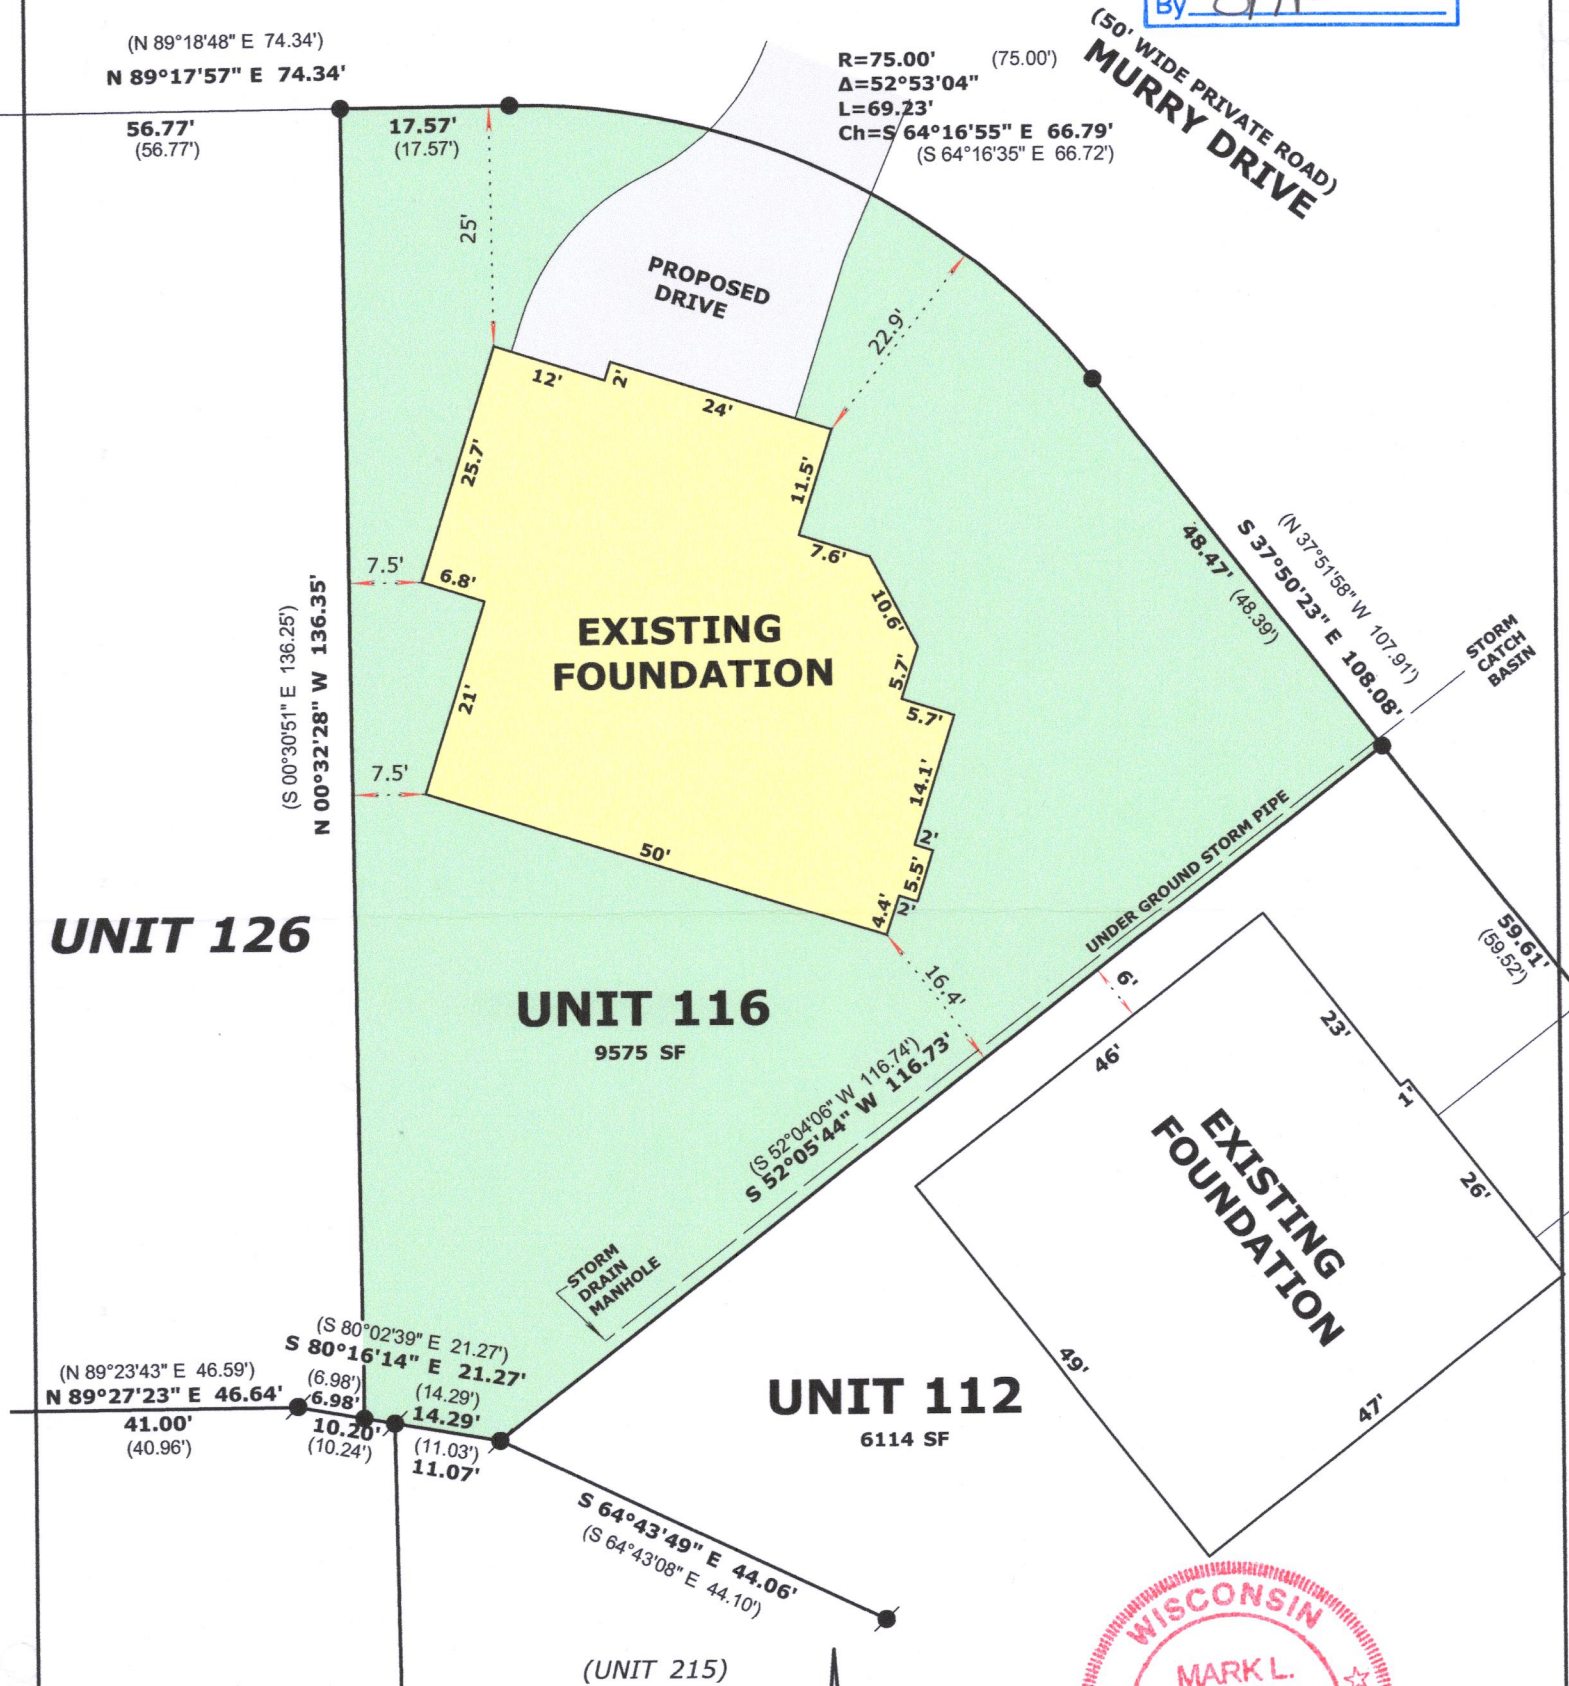 By
(50' WIDE PRIVATE ROAD)
MURRY DRIVE
(N 89°18'48" E 74.34')
N 89°17'57" E 74.34'
56.77'
(56.77')
17.57'
(17.57')
R=75.00' (75.00')
Δ=52°53'04"
L=69.23'
Ch=S 64°16'55" E 66.79'
(S 64°16'35" E 66.72')
25'
PROPOSED
DRIVE
22.9'
12'
2'
24'
25.7'
11.5'
7.6'
7.5'
6.8'
10.6'
EXISTING
FOUNDATION
5.7'
5.7'
21'
7.5'
14.1'
50'
2'
5.5'
2'
4.4'
(S 00°30'51" E 136.25')
N 00°32'28" W 136.35'
48.47'
(48.39')
S 37°50'23" E 108.08'
(N 37°51'58" W 107.91')
STORM
CATCH
BASIN
UNDER GROUND STORM PIPE
59.61'
(59.52')
UNIT 126
UNIT 116
9575 SF
16.4'
6'
(S 52°04'06" W 116.74')
S 52°05'44" W 116.73'
46'
23'
1'
26'
EXISTING
FOUNDATION
49'
47'
STORM
DRAIN
MANHOLE
(S 80°02'39" E 21.27')
S 80°16'14" E 21.27'
(N 89°23'43" E 46.59')
N 89°27'23" E 46.64'
41.00'
(40.96')
(6.98')
6.98'
10.20'
(10.24')
(14.29')
14.29'
(11.03')
11.07'
UNIT 112
6114 SF
S 64°43'49" E 44.06'
(S 64°43'08" E 44.10')
(UNIT 215)
WISCONSIN
MARK L.